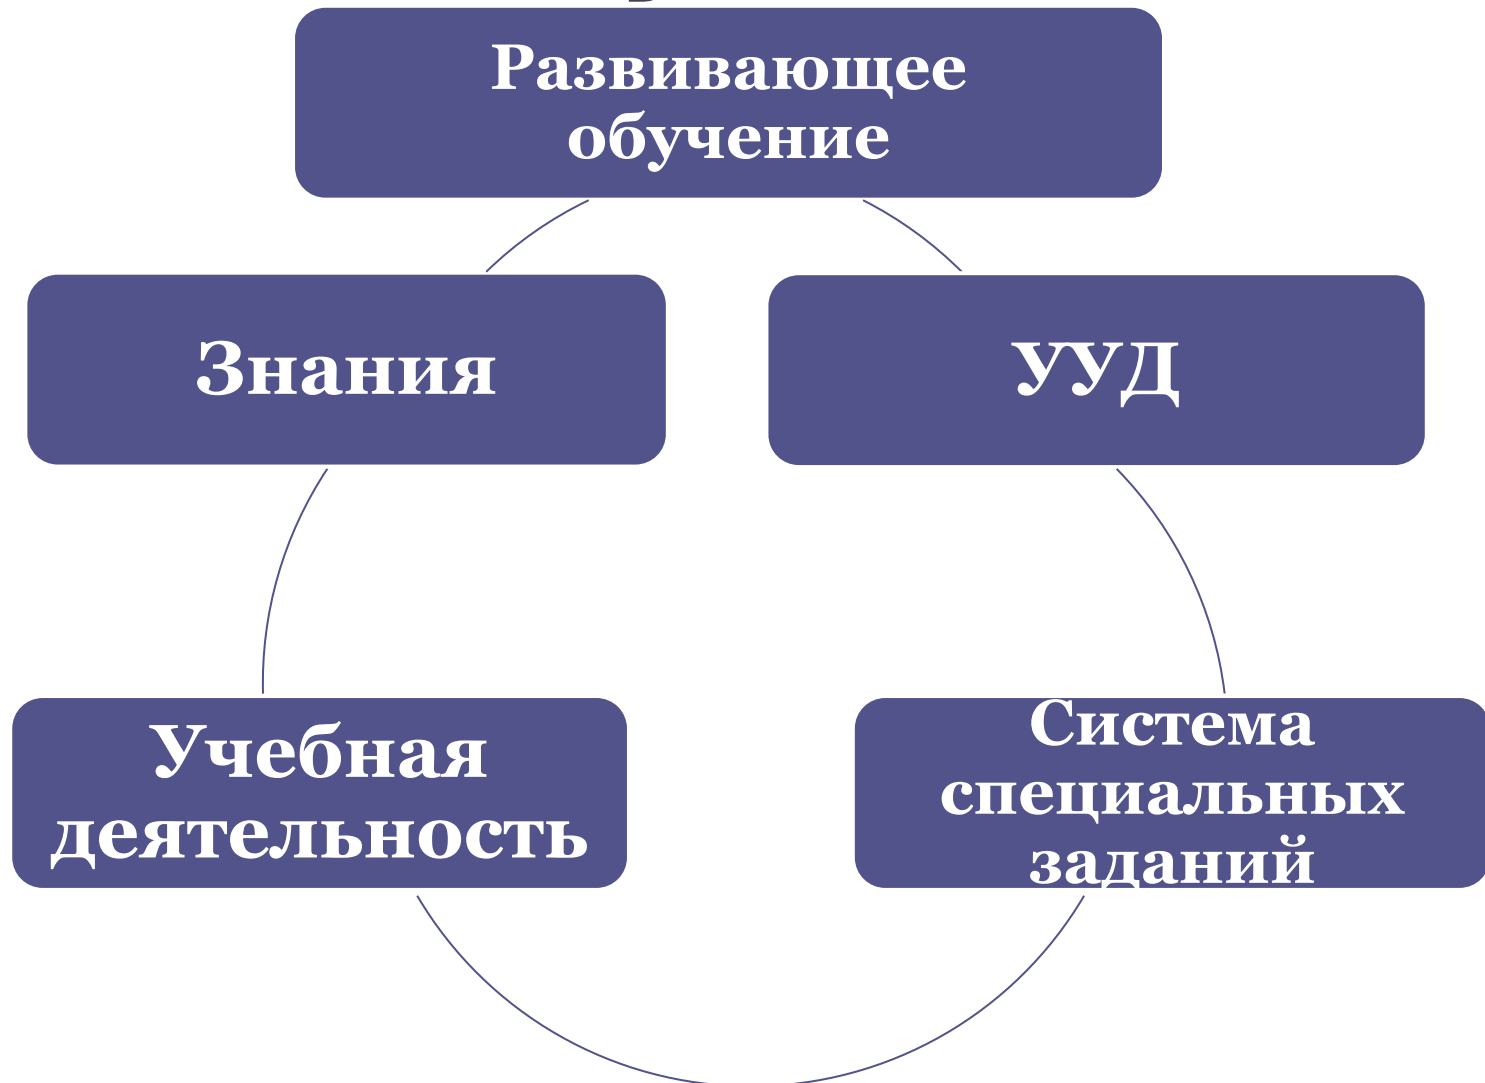 Развивающее
обучение
Знания
УУД
Учебная
деятельность
Система
специальных
заданий